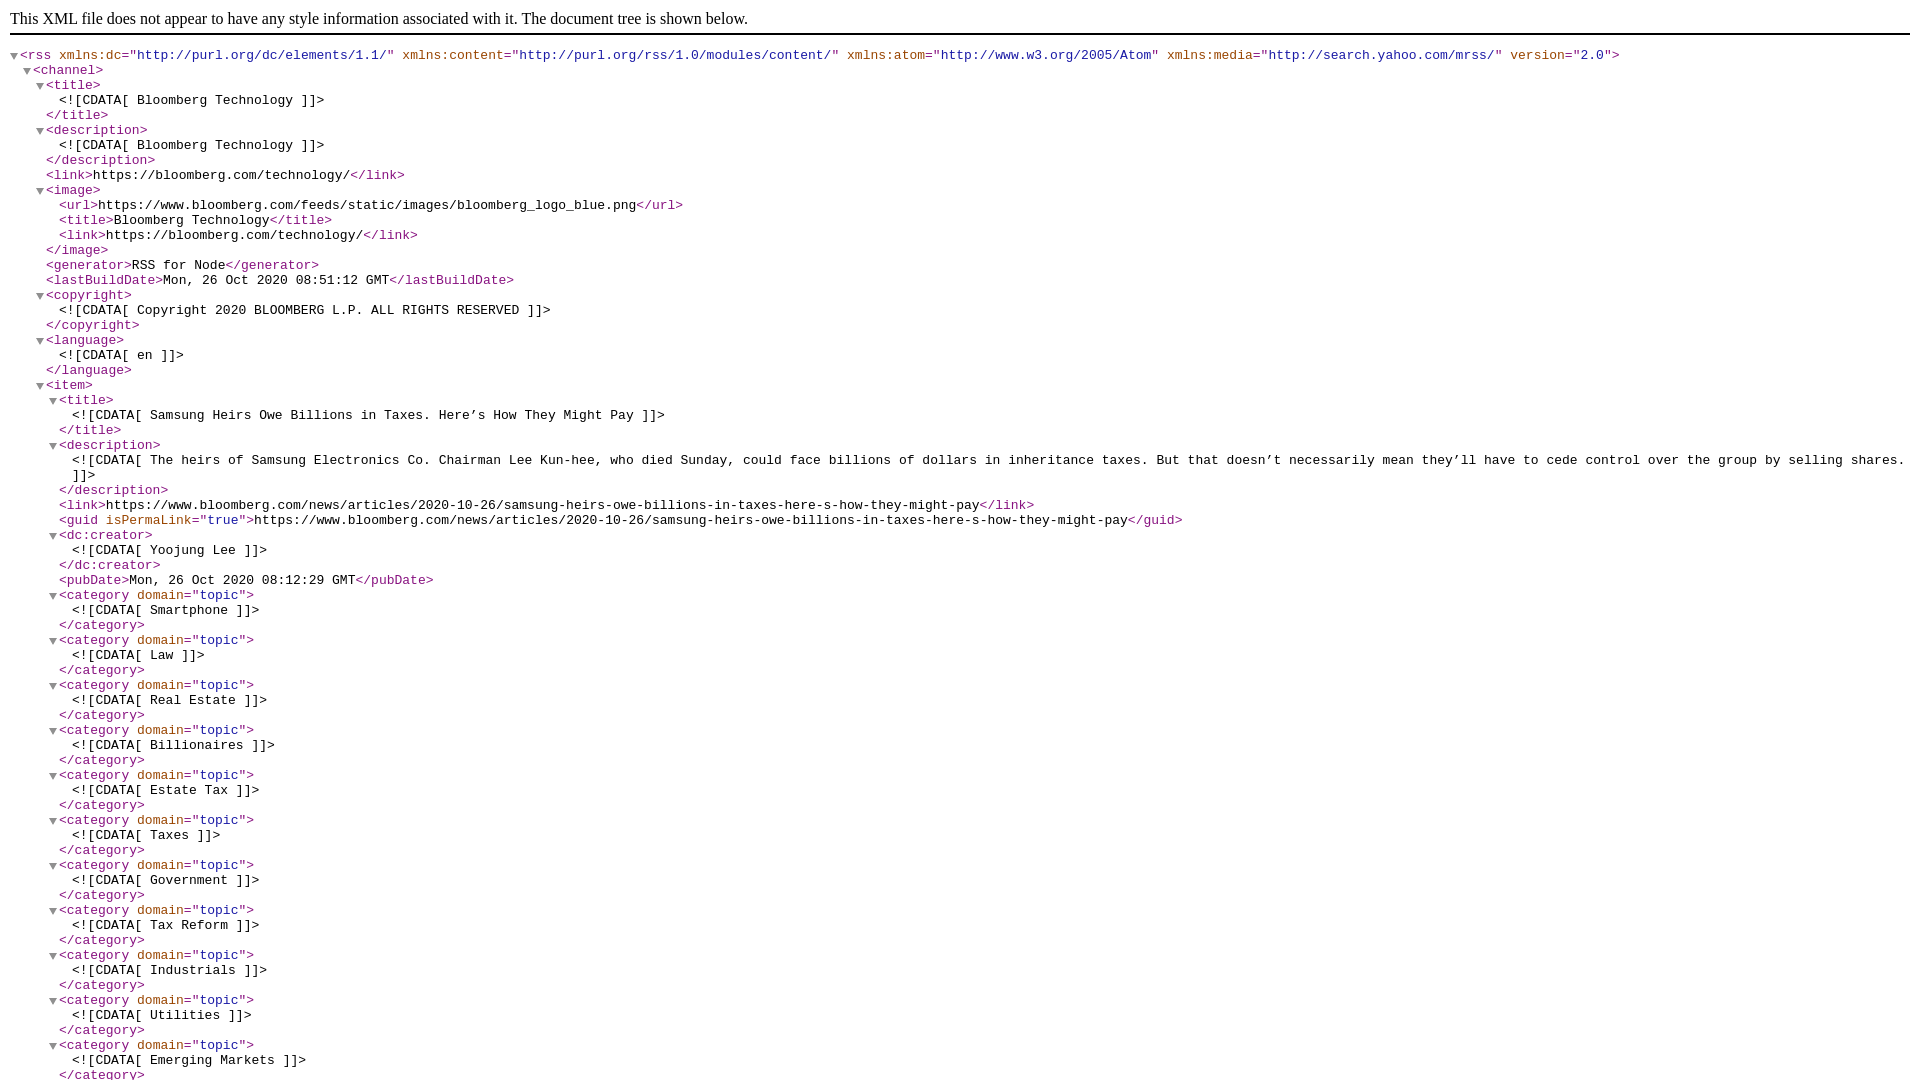 This XML file does not appear to have any style information associated with it. The document tree is shown below.
<rss xmlns:dc="http://purl.org/dc/elements/1.1/" xmlns:content="http://purl.org/rss/1.0/modules/content/" xmlns:atom="http://www.w3.org/2005/Atom" xmlns:media="http://search.yahoo.com/mrss/" version="2.0">
<channel>
<title>
<![CDATA[ Bloomberg Technology ]]>
</title>
<description>
<![CDATA[ Bloomberg Technology ]]>
</description>
<link>https://bloomberg.com/technology/</link>
<image>
<url>https://www.bloomberg.com/feeds/static/images/bloomberg_logo_blue.png</url>
<title>Bloomberg Technology</title>
<link>https://bloomberg.com/technology/</link>
</image>
<generator>RSS for Node</generator>
<lastBuildDate>Mon, 26 Oct 2020 08:51:12 GMT</lastBuildDate>
<copyright>
<![CDATA[ Copyright 2020 BLOOMBERG L.P. ALL RIGHTS RESERVED ]]>
</copyright>
<language>
<![CDATA[ en ]]>
</language>
<item>
<title>
<![CDATA[ Samsung Heirs Owe Billions in Taxes. Here’s How They Might Pay ]]>
</title>
<description>
<![CDATA[ The heirs of Samsung Electronics Co. Chairman Lee Kun-hee, who died Sunday, could face billions of dollars in inheritance taxes. But that doesn’t necessarily mean they’ll have to cede control over the group by selling shares.
]]>
</description>
<link>https://www.bloomberg.com/news/articles/2020-10-26/samsung-heirs-owe-billions-in-taxes-here-s-how-they-might-pay</link>
<guid isPermaLink="true">https://www.bloomberg.com/news/articles/2020-10-26/samsung-heirs-owe-billions-in-taxes-here-s-how-they-might-pay</guid>
<dc:creator>
<![CDATA[ Yoojung Lee ]]>
</dc:creator>
<pubDate>Mon, 26 Oct 2020 08:12:29 GMT</pubDate>
<category domain="topic">
<![CDATA[ Smartphone ]]>
</category>
<category domain="topic">
<![CDATA[ Law ]]>
</category>
<category domain="topic">
<![CDATA[ Real Estate ]]>
</category>
<category domain="topic">
<![CDATA[ Billionaires ]]>
</category>
<category domain="topic">
<![CDATA[ Estate Tax ]]>
</category>
<category domain="topic">
<![CDATA[ Taxes ]]>
</category>
<category domain="topic">
<![CDATA[ Government ]]>
</category>
<category domain="topic">
<![CDATA[ Tax Reform ]]>
</category>
<category domain="topic">
<![CDATA[ Industrials ]]>
</category>
<category domain="topic">
<![CDATA[ Utilities ]]>
</category>
<category domain="topic">
<![CDATA[ Emerging Markets ]]>
</category>